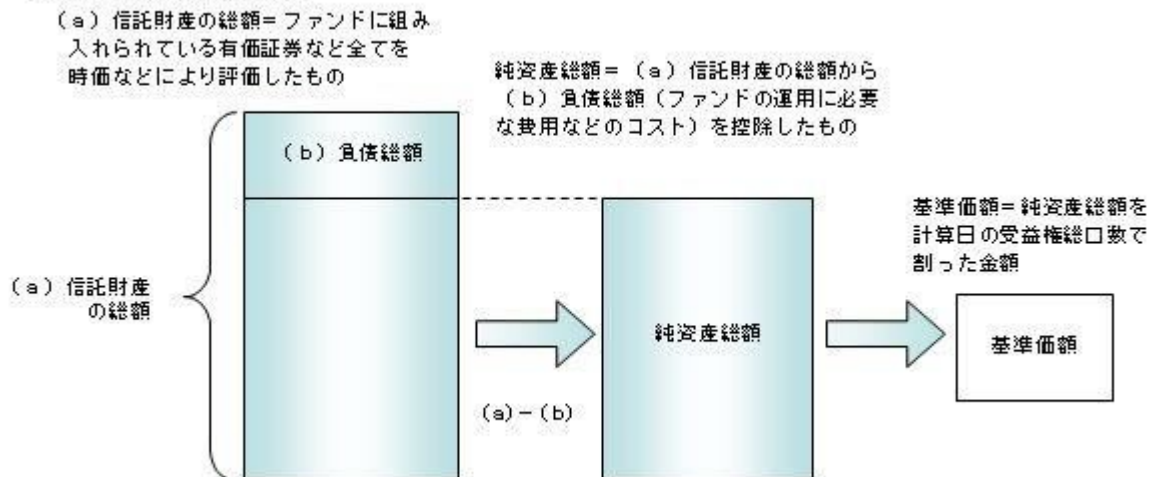 （a）信託財産の総額＝ファンドに組み
入れられている有価証券など全てを
時価などにより評価したもの
純資産総額＝（a）信託財産の総額から
（b）負債総額（ファンドの運用に必要
な費用などのコスト）を控除したもの
（b）負債総額
基準価額＝純資産総額を
計算日の受益権総口数で
割った金額
（a）信託財産
の総額
純資産総額
基準価額
（a）－（b）